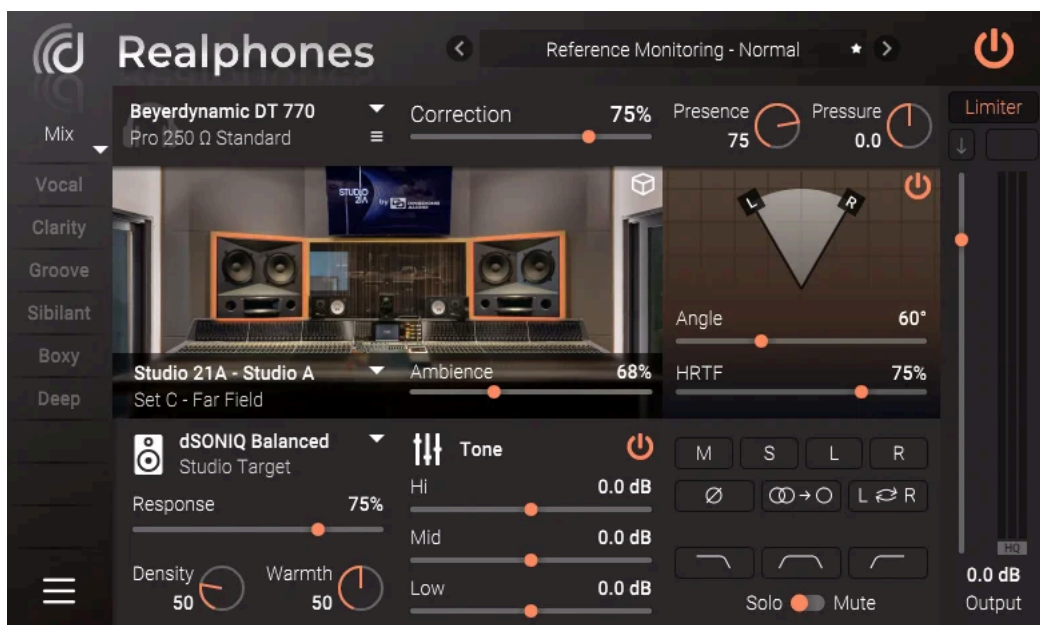 Realphones
Reference Monitoring - Normal
Mix
Vocal
Clarity
Groove
Sibilant
Boxy
Deep
Beyerdynamic DT 770
Pro 250 Ω Standard
Correction 75%
Presence 75
Pressure 0.0
Limiter
STUDIO
21A by
Angle 60°
HRTF 75%
Studio 21A - Studio A
Set C - Far Field
Ambience 68%
dSONIQ Balanced
Studio Target
Response 75%
Density 50
Warmth 50
Tone
Hi 0.0 dB
Mid 0.0 dB
Low 0.0 dB
M S L R
Ø
L R
L R
Solo Mute
HQ
0.0 dB
Output